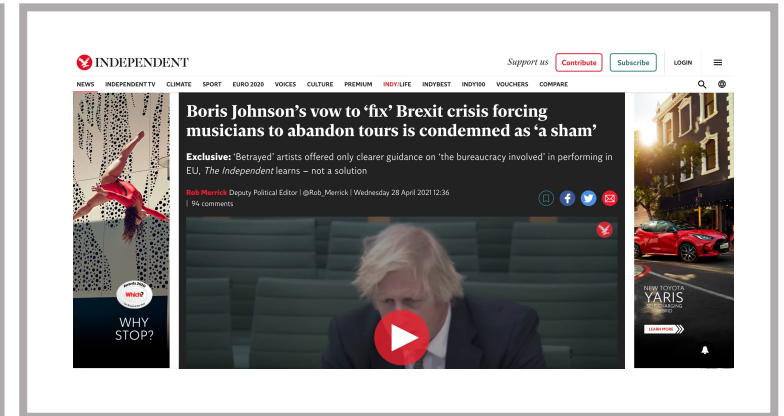 INDEPENDENT
Support us Contribute Subscribe LOGIN
NEWS INDEPENDENT TV CLIMATE SPORT EURO 2020 VOICES CULTURE PREMIUM INDY/LIFE INDYBEST INDY100 VOUCHERS COMPARE
Boris Johnson's vow to ‘fix’ Brexit crisis forcing
musicians to abandon tours is condemned as ‘a sham’
Exclusive: ‘Betrayed’ artists offered only clearer guidance on ‘the bureaucracy involved’ in performing in
EU, The Independent learns – not a solution
Rob Merrick Deputy Political Editor | @Rob_Merrick | Wednesday 28 April 2021 12:36
| 94 comments
Which?
WHY
STOP?
NEW TOYOTA
YARIS
HYBRID
LEARN MORE